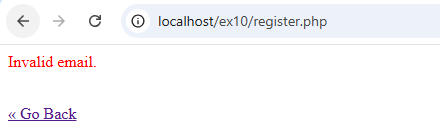 localhost/ex10/register.php
Invalid email.
« Go Back